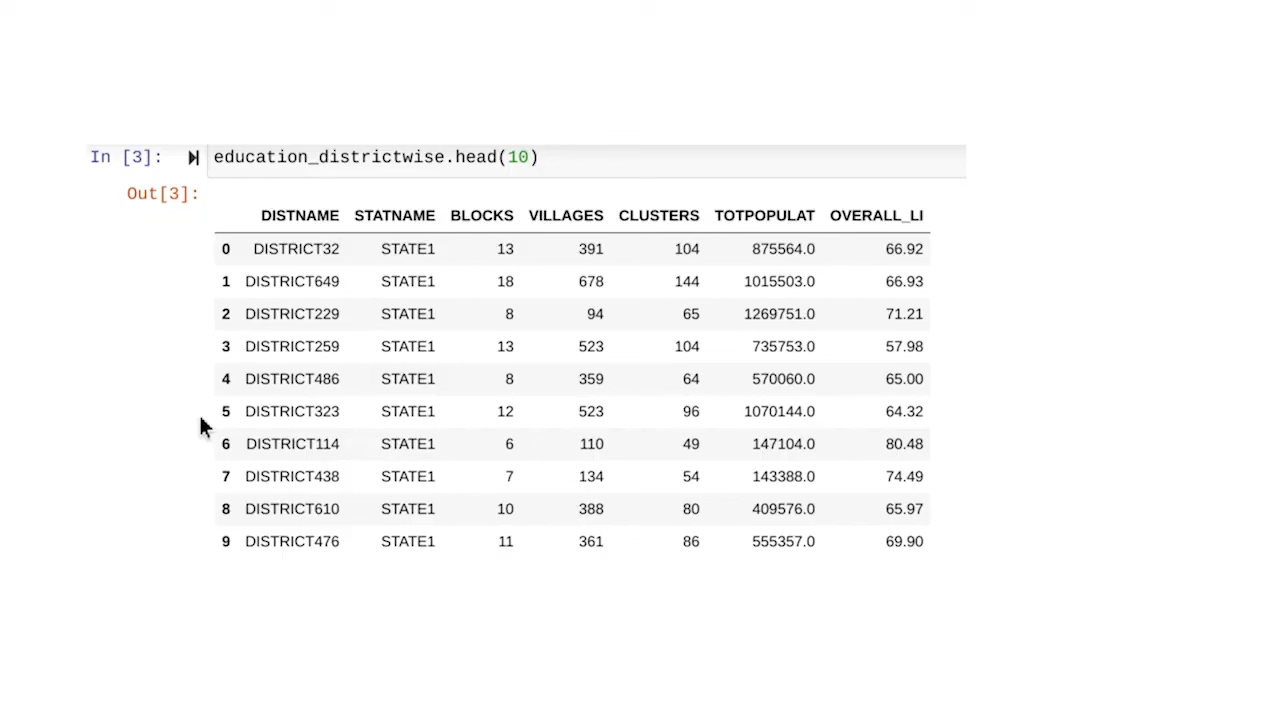 In [3]: education_districtwise.head(10)
Out[3]:
DISTNAME STATNAME BLOCKS VILLAGES CLUSTERS TOTPOPULAT OVERALL_LI
0 DISTRICT32 STATE1 13 391 104 875564.0 66.92
1 DISTRICT649 STATE1 18 678 144 1015503.0 66.93
2 DISTRICT229 STATE1 8 94 65 1269751.0 71.21
3 DISTRICT259 STATE1 13 523 104 735753.0 57.98
4 DISTRICT486 STATE1 8 359 64 570060.0 65.00
5 DISTRICT323 STATE1 12 523 96 1070144.0 64.32
6 DISTRICT114 STATE1 6 110 49 147104.0 80.48
7 DISTRICT438 STATE1 7 134 54 143388.0 74.49
8 DISTRICT610 STATE1 10 388 80 409576.0 65.97
9 DISTRICT476 STATE1 11 361 86 555357.0 69.90